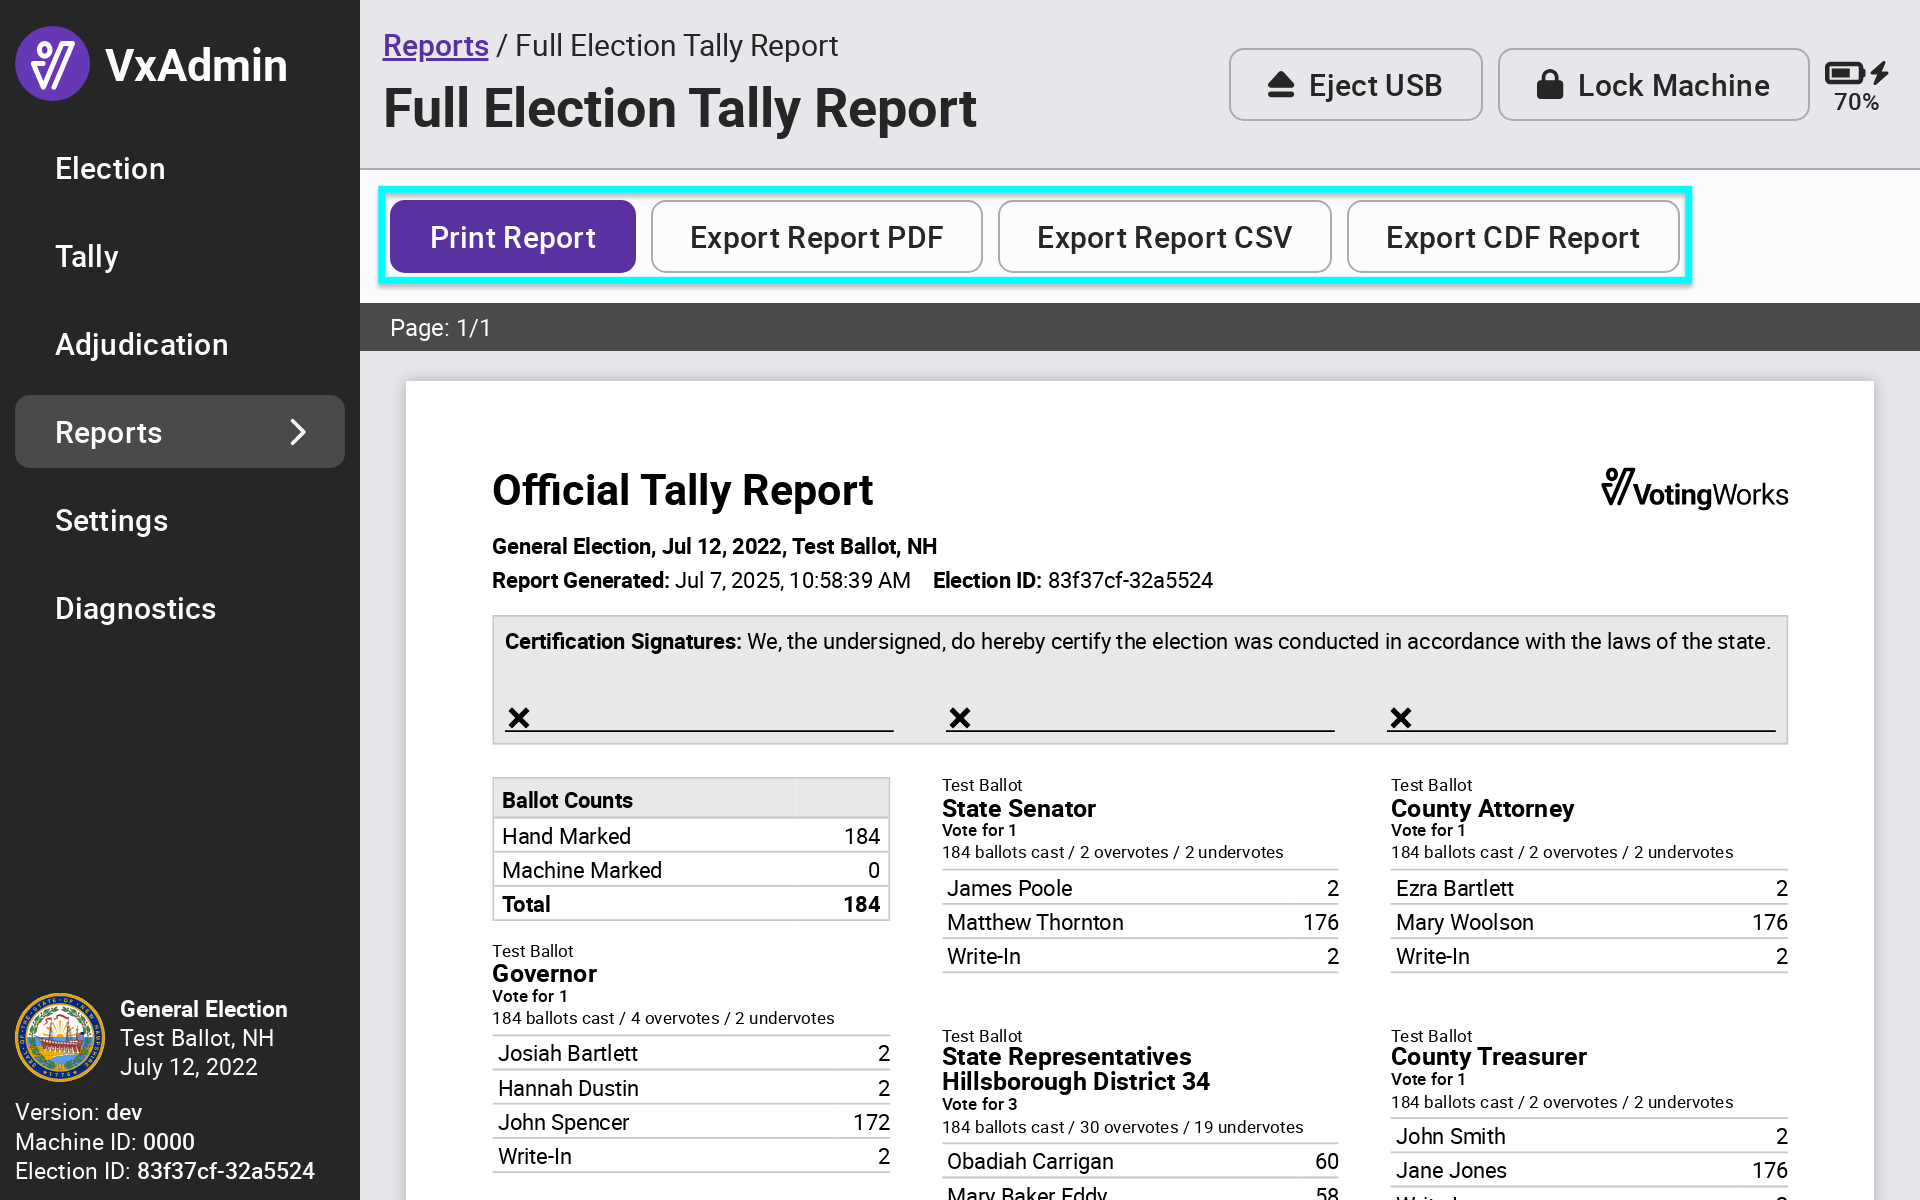 VxAdmin
Election
Tally
Adjudication
Reports
Settings
Diagnostics
General Election
Test Ballot, NH
July 12, 2022
Version: dev
Machine ID: 0000
Election ID: 83f37cf-32a5524
Reports / Full Election Tally Report
Full Election Tally Report
Eject USB
Lock Machine
70%
Print Report
Export Report PDF
Export Report CSV
Export CDF Report
Page: 1/1
Official Tally Report
VotingWorks
General Election, Jul 12, 2022, Test Ballot, NH
Report Generated: Jul 7, 2025, 10:58:39 AM Election ID: 83f37cf-32a5524
Certification Signatures: We, the undersigned, do hereby certify the election was conducted in accordance with the laws of the state.
Ballot Counts
Hand Marked 184
Machine Marked 0
Total 184
Test Ballot
Governor
Vote for 1
184 ballots cast / 4 overvotes / 2 undervotes
Josiah Bartlett 2
Hannah Dustin 2
John Spencer 172
Write-In 2
Test Ballot
State Senator
Vote for 1
184 ballots cast / 2 overvotes / 2 undervotes
James Poole 2
Matthew Thornton 176
Write-In 2
Test Ballot
State Representatives
Hillsborough District 34
Vote for 3
184 ballots cast / 30 overvotes / 19 undervotes
Obadiah Carrigan 60
Mary Baker Eddy 58
Test Ballot
County Attorney
Vote for 1
184 ballots cast / 2 overvotes / 2 undervotes
Ezra Bartlett 2
Mary Woolson 176
Write-In 2
Test Ballot
County Treasurer
Vote for 1
184 ballots cast / 2 overvotes / 2 undervotes
John Smith 2
Jane Jones 176